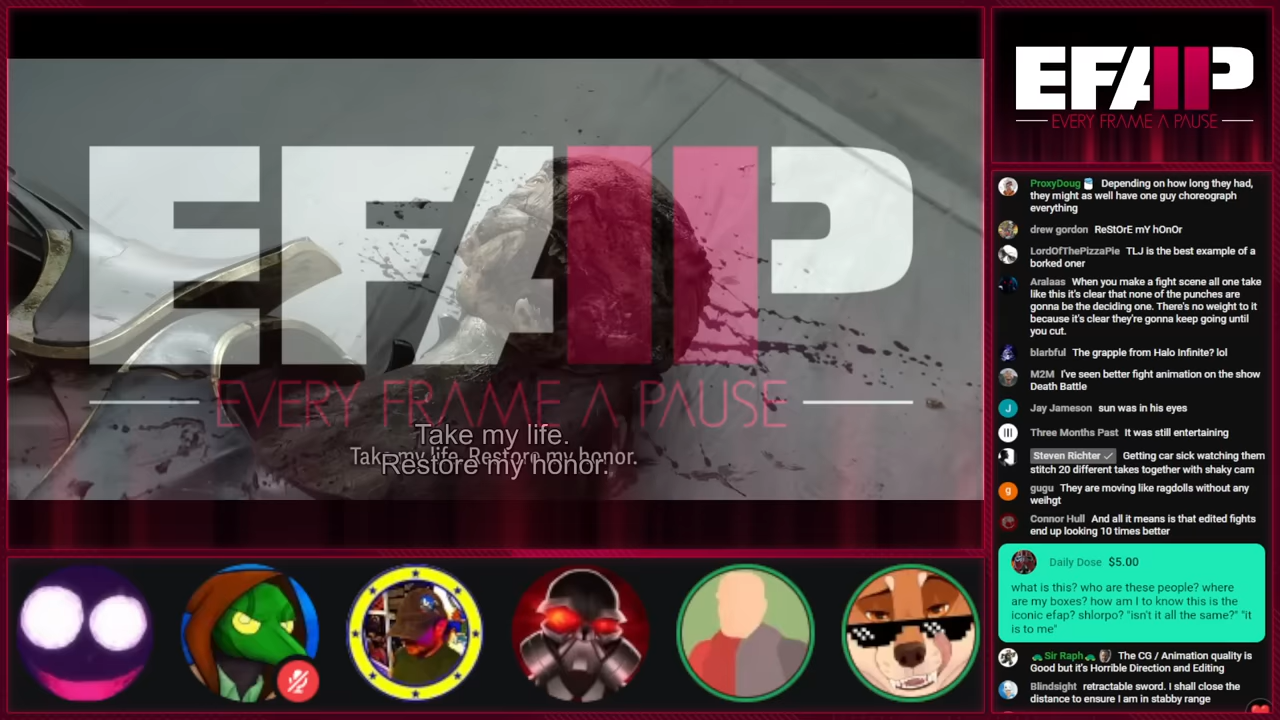 EFAP
EVERY FRAME A PAUSE
Take my life.
Restore my honor.
Take my life. Restore my honor.
EFAP
EVERY FRAME A PAUSE
ProxyDoug Depending on how long they had,
they might as well have one guy choreograph
everything
drew gordon ReStOrE mY hOnOr
LordOfThePizzaPie TLJ is the best example of a
borked oner
Aralaas When you make a fight scene all one take
like this it's clear that none of the punches are
gonna be the deciding one. There's no weight to it
because it's clear they're gonna keep going until
you cut.
blarbful The grapple from Halo Infinite? lol
M2M I've seen better fight animation on the show
Death Battle
J Jay Jameson sun was in his eyes
Three Months Past It was still entertaining
Steven Richter Getting car sick watching them
stitch 20 different takes together with shaky cam
g gugu They are moving like ragdolls without any
weihgt
Connor Hull And all it means is that edited fights
end up looking 10 times better
Daily Dose $5.00
what is this? who are these people? where
are my boxes? how am I to know this is the
iconic efap? shlorpo? "isn't it all the same?" "it
is to me"
Sir Raph The CG / Animation quality is
Good but it's Horrible Direction and Editing
Blindsight retractable sword. I shall close the
distance to ensure I am in stabby range